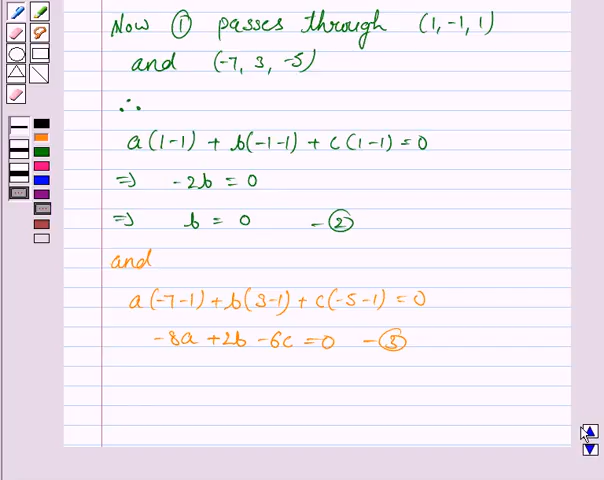 Now ① passes through (1, -1, 1)
and (-7, 3, -5)
∴
a(1-1) + b(-1-1) + c(1-1) = 0
⇒ -2b = 0
⇒ b = 0 -②
and
a(-7-1) + b(3-1) + c(-5-1) = 0
-8a + 2b - 6c = 0 -③